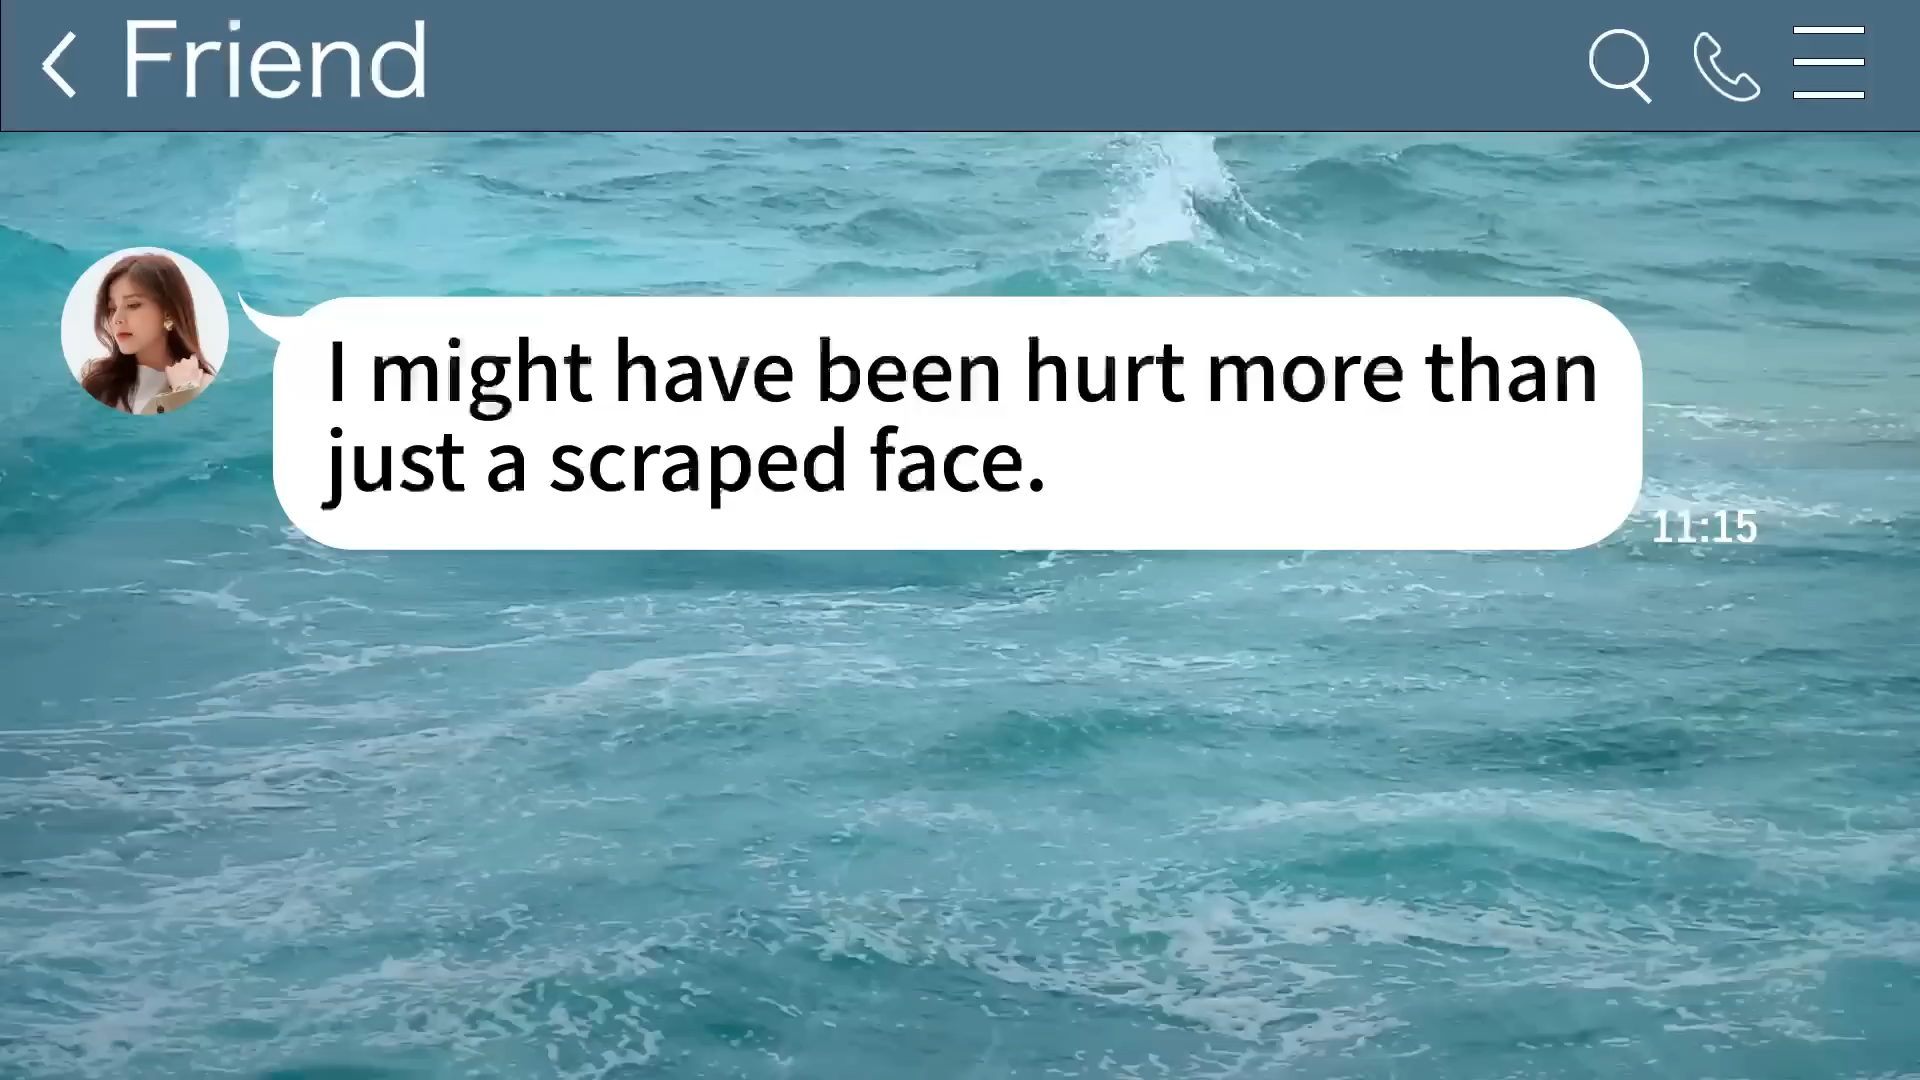 Friend
I might have been hurt more than
just a scraped face.
11:15